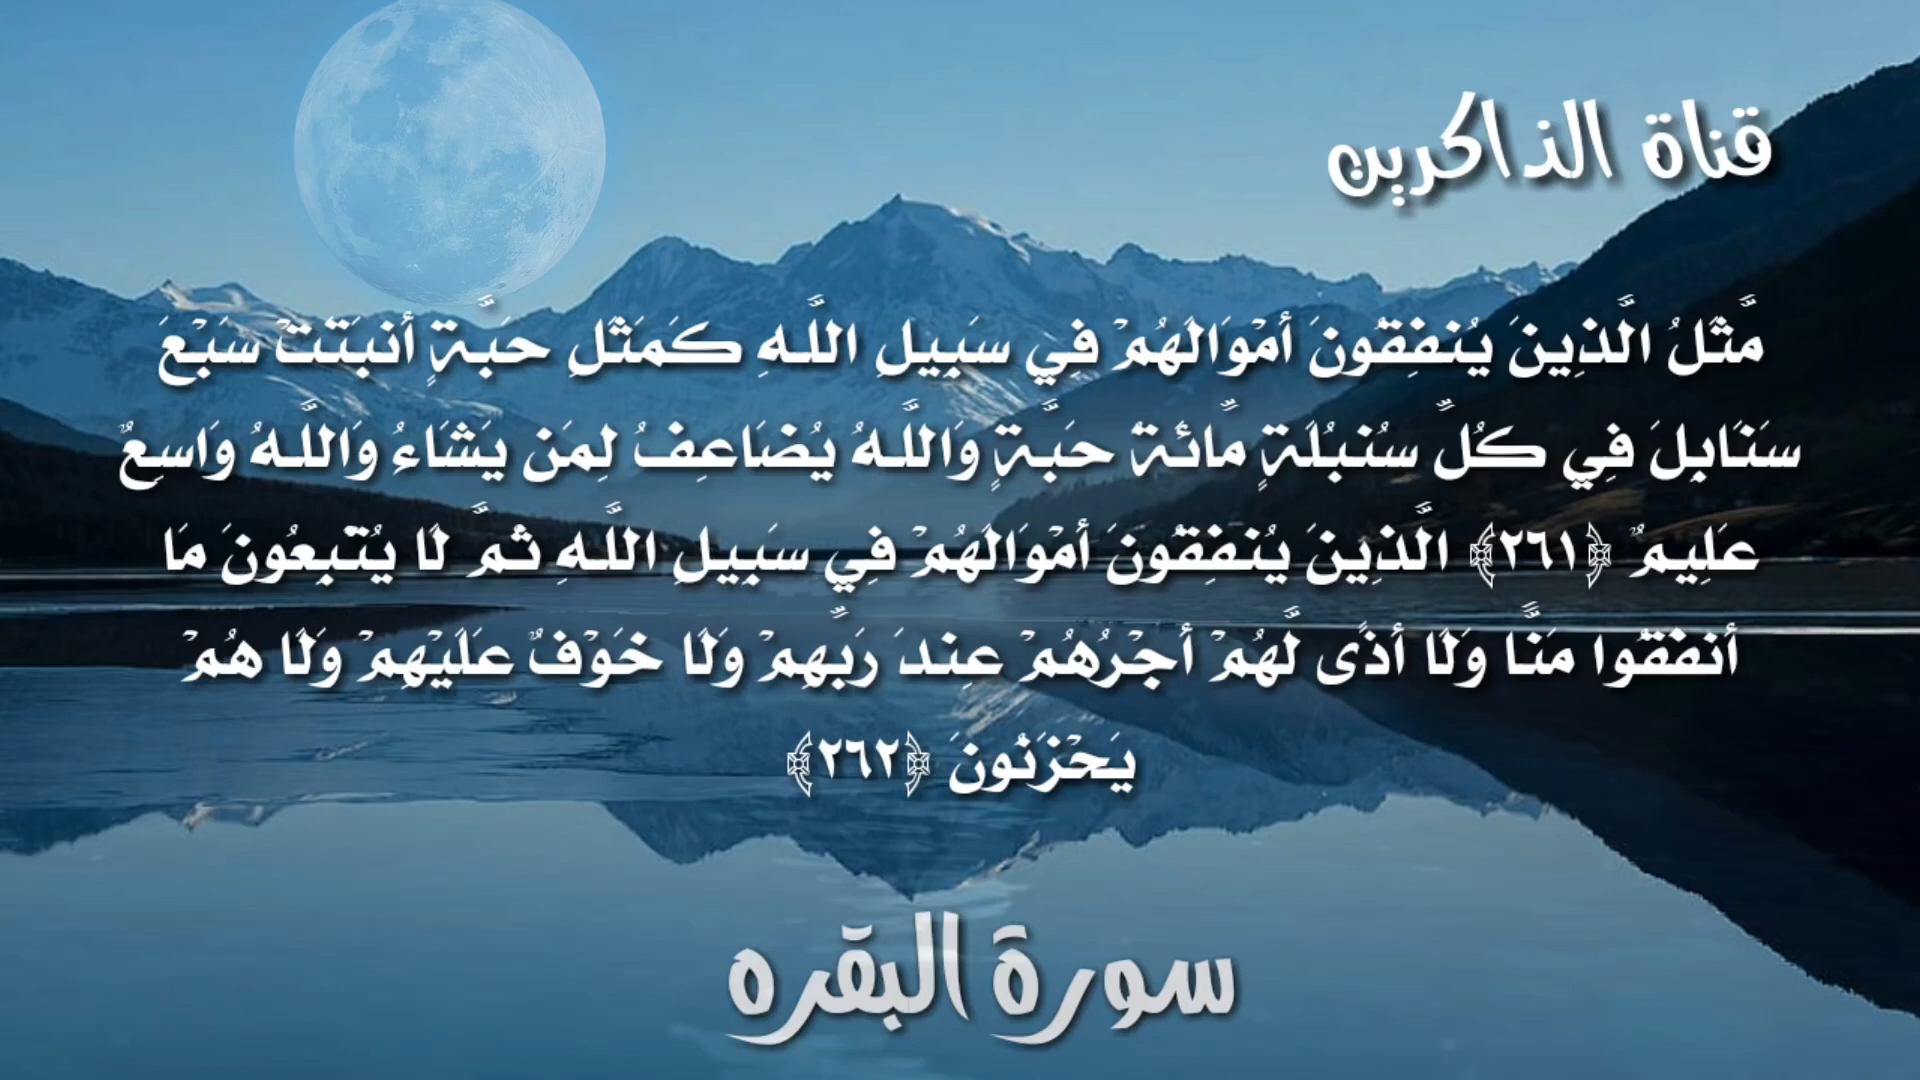 قناة الذاكرين
مَّثَلُ الَّذِينَ يُنفِقُونَ أَمْوَالَهُمْ فِي سَبِيلِ اللَّهِ كَمَثَلِ حَبَّةٍ أَنبَتَتْ سَبْعَ
سَنَابِلَ فِي كُلِّ سُنبُلَةٍ مِّائَةُ حَبَّةٍ وَاللَّهُ يُضَاعِفُ لِمَن يَشَاءُ وَاللَّهُ وَاسِعٌ
عَلِيمٌ ﴿٢٦١﴾ الَّذِينَ يُنفِقُونَ أَمْوَالَهُمْ فِي سَبِيلِ اللَّهِ ثُمَّ لَا يُتْبِعُونَ مَا
أَنفَقُوا مَنًّا وَلَا أَذًى لَّهُمْ أَجْرُهُمْ عِندَ رَبِّهِمْ وَلَا خَوْفٌ عَلَيْهِمْ وَلَا هُمْ
يَحْزَنُونَ ﴿٢٦٢﴾
سورة البقره